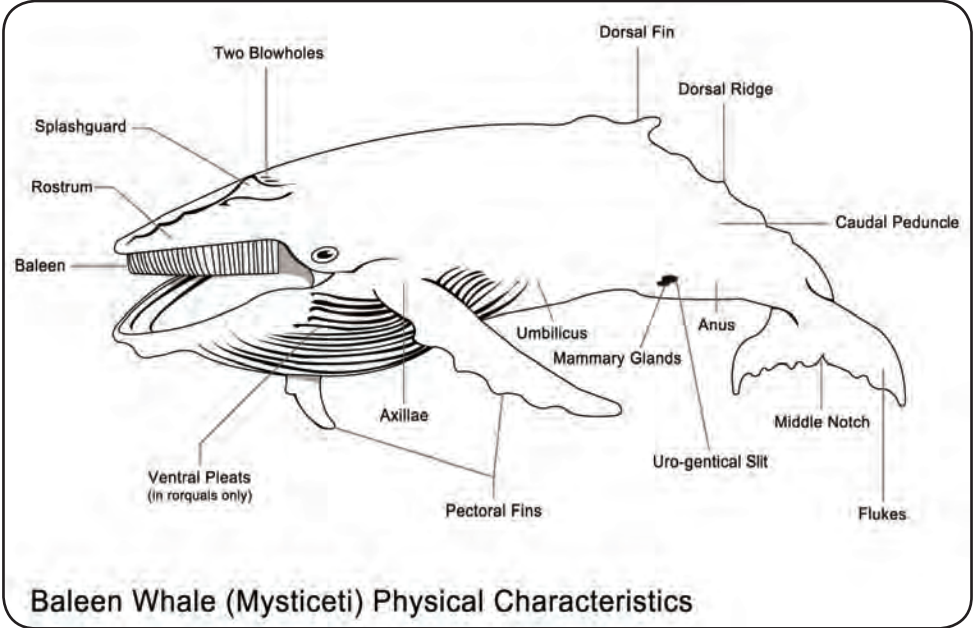 Dorsal Fin
Two Blowholes
Dorsal Ridge
Splashguard
Rostrum
Caudal Peduncle
Baleen
Umbilicus
Anus
Mammary Glands
Axillae
Middle Notch
Uro-gentical Slit
Ventral Pleats
(in rorquals only)
Pectoral Fins
Flukes
Baleen Whale (Mysticeti) Physical Characteristics